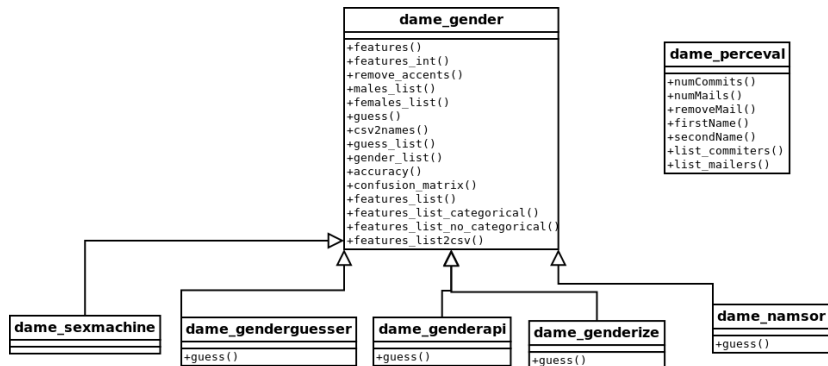 dame_gender
+features()
+features_int()
+remove_accents()
+males_list()
+females_list()
+guess()
+csv2names()
+guess_list()
+gender_list()
+accuracy()
+confusion_matrix()
+features_list()
+features_list_categorical()
+features_list_no_categorical()
+features_list2csv()
dame_perceval
+numCommits()
+numMails()
+removeMail()
+firstName()
+secondName()
+list_commiters()
+list_mailers()
dame_sexmachine
dame_genderguesser
+guess()
dame_genderapi
+guess()
dame_genderize
+guess()
dame_namsor
+guess()